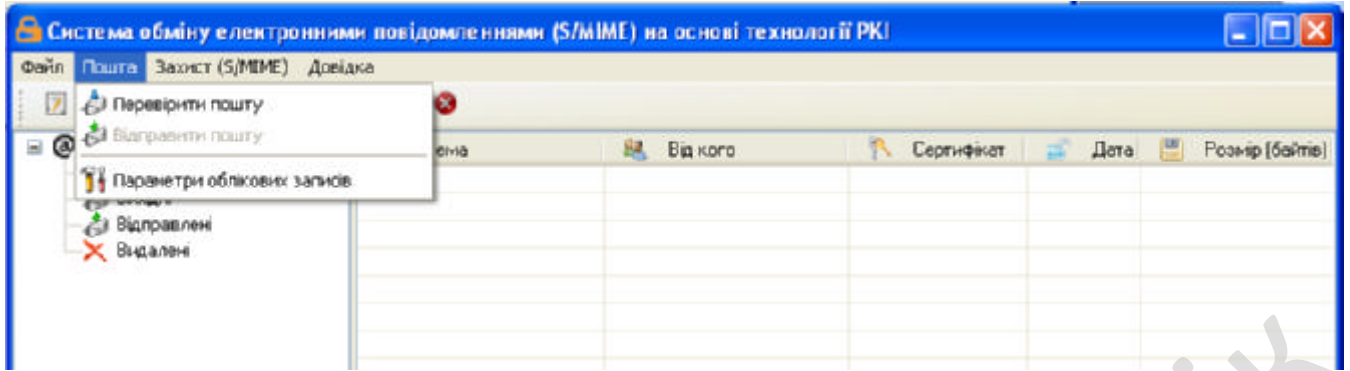 Система обміну електронними повідомленнями (S/MIME) на основі технології PKI
Файл Пошта Захист (S/MIME) Довідка
Перевірити пошту
Відправити пошту
Параметри облікових записів
ема Від кого Сертифікат Дата Розмір [байтів]
Відправлені
Видалені